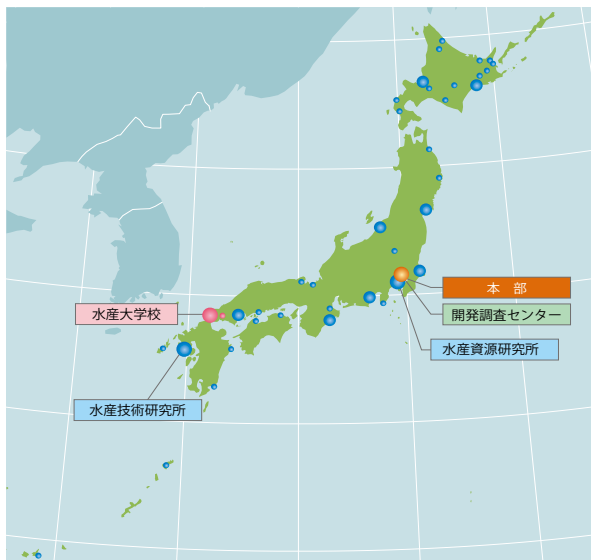 本　部
開発調査センター
水産大学校
水産資源研究所
水産技術研究所